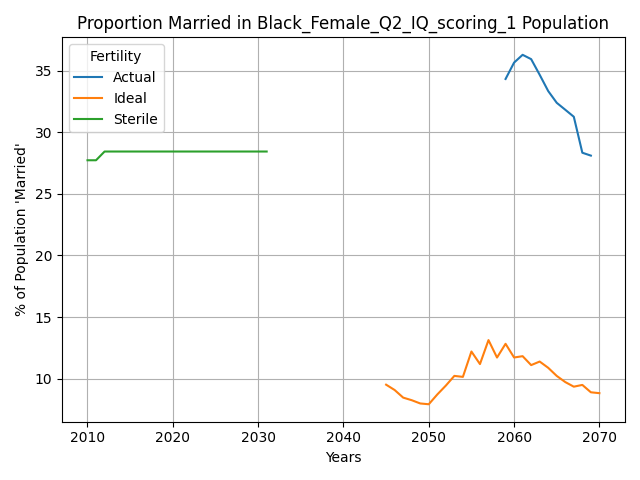 Proportion Married in Black_Female_Q2_IQ_scoring_1 Population
Fertility
Actual
Ideal
Sterile
% of Population 'Married'
35
30
25
20
15
10
2010 2020 2030 2040 2050 2060 2070
Years